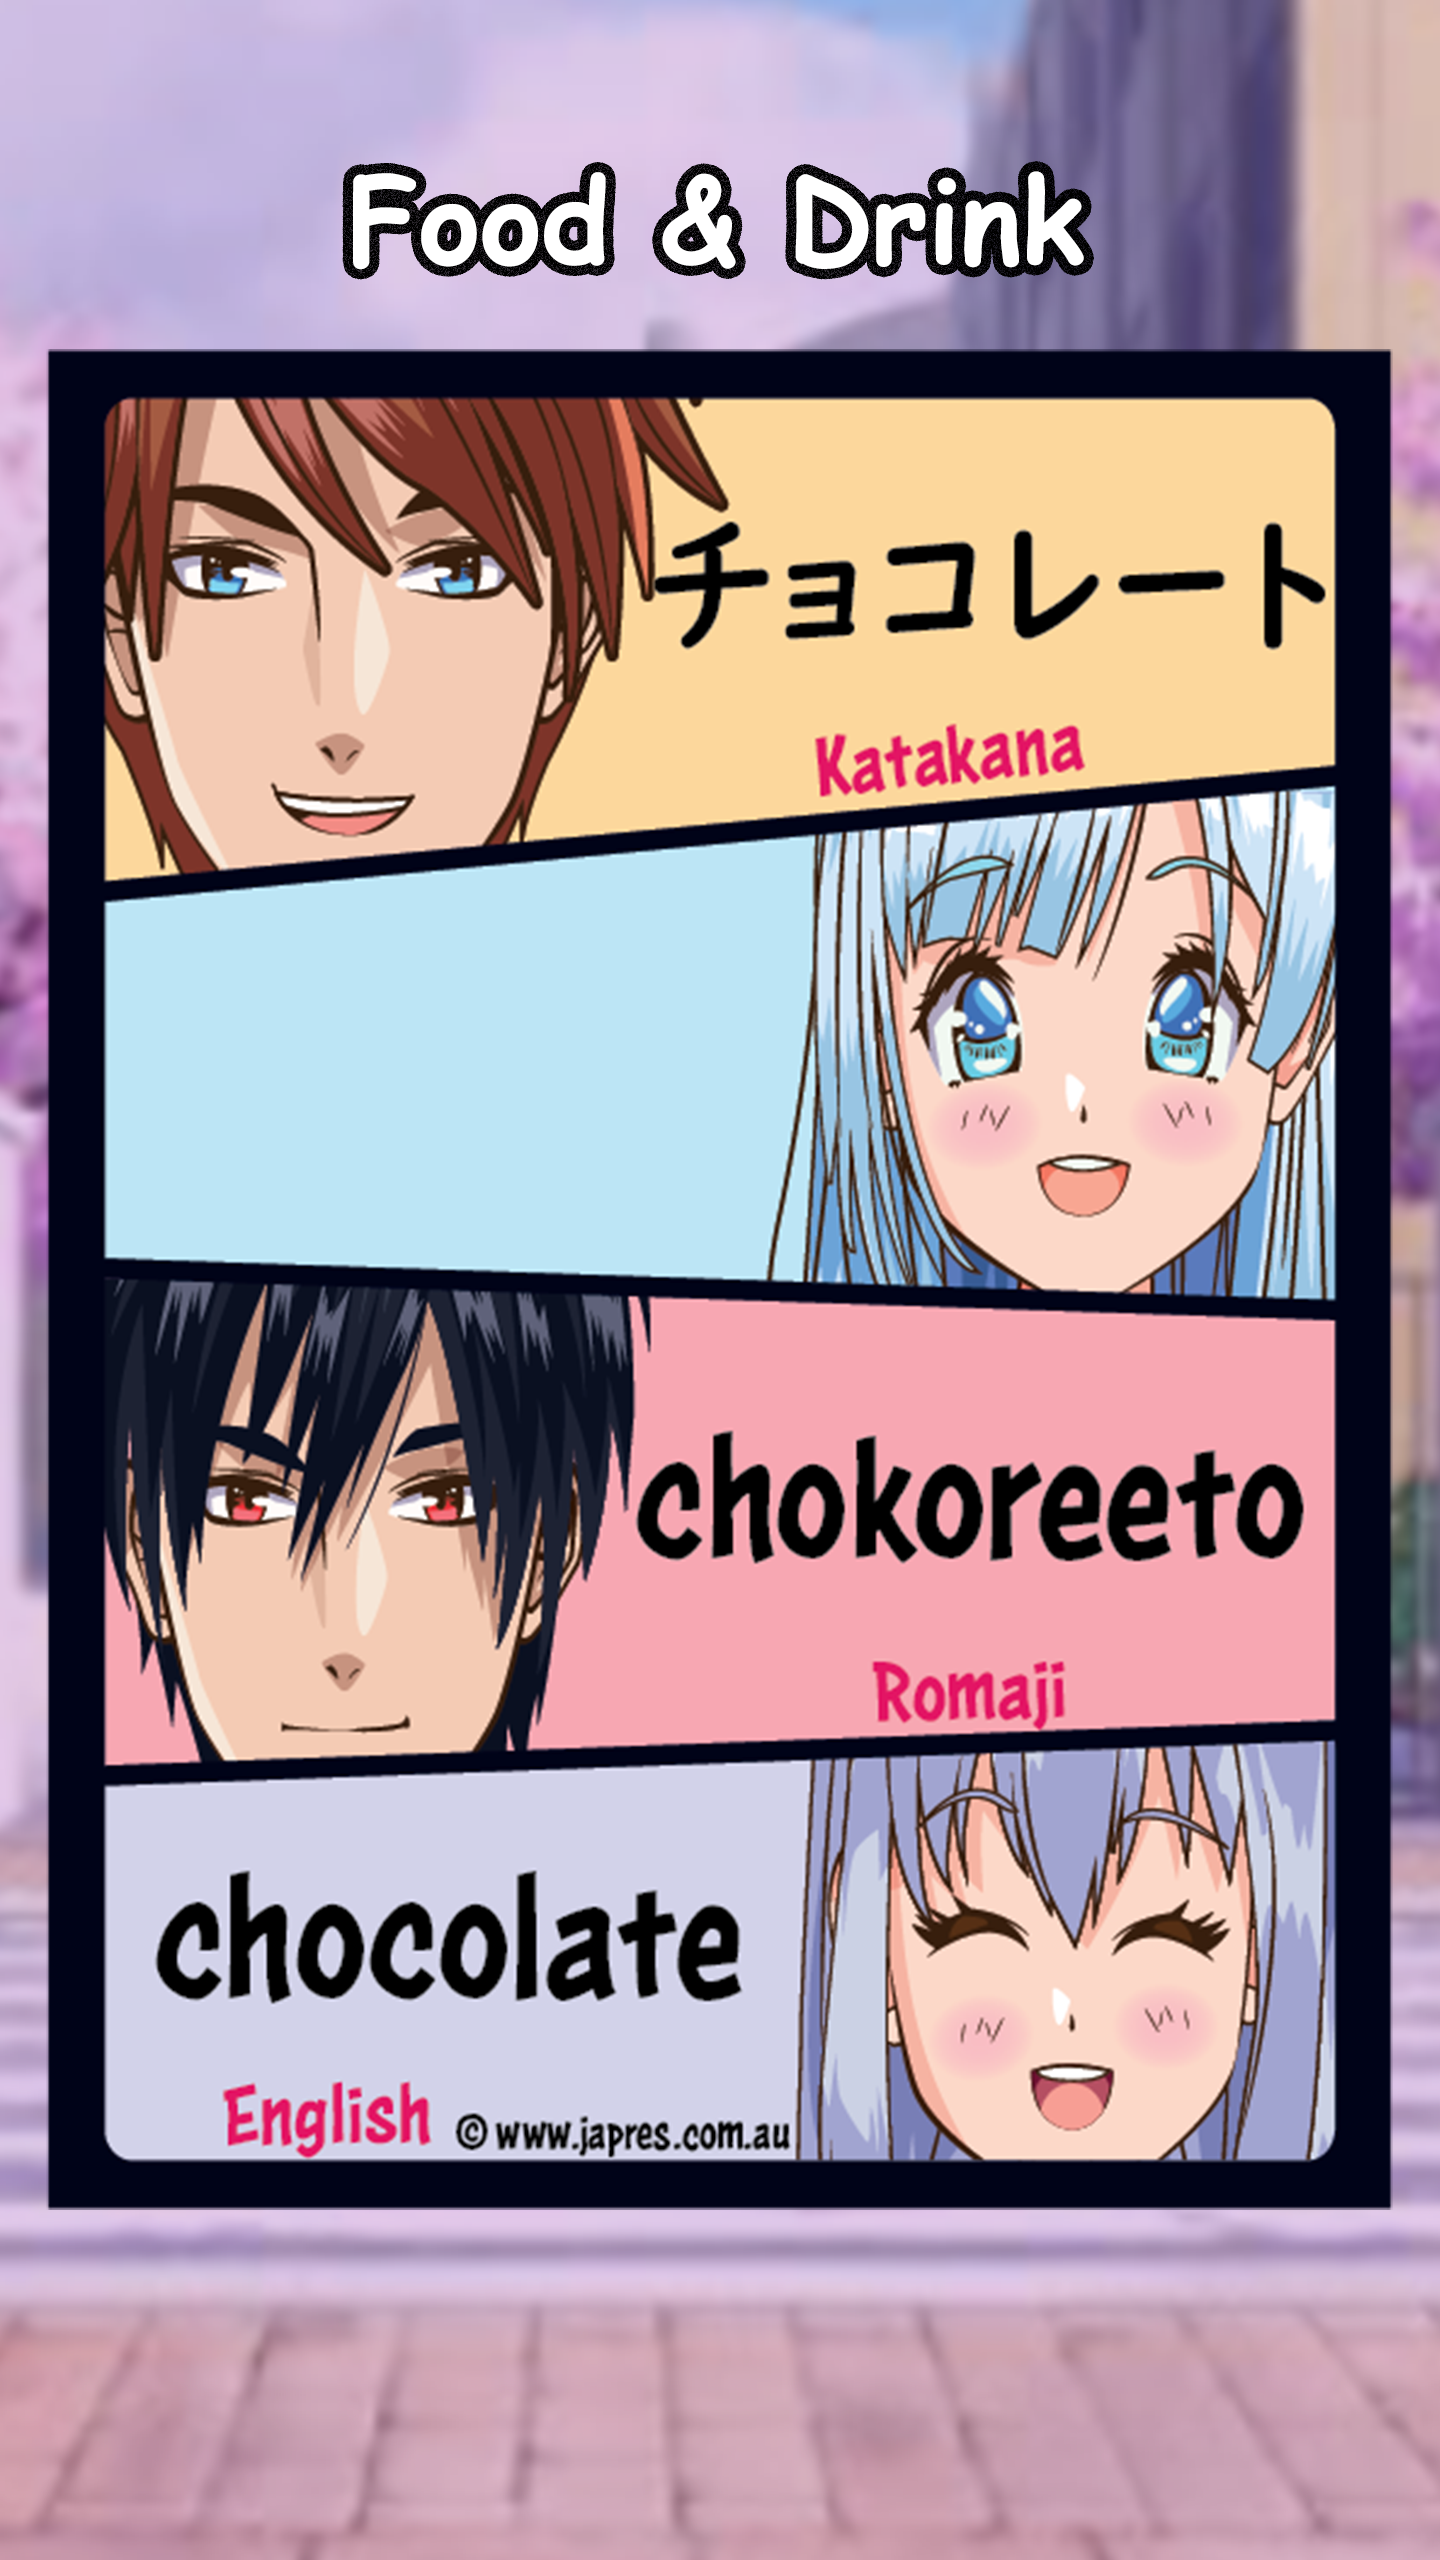 Food & Drink
チョコレート
Katakana
chokoreeto
Romaji
chocolate
English © www.japres.com.au